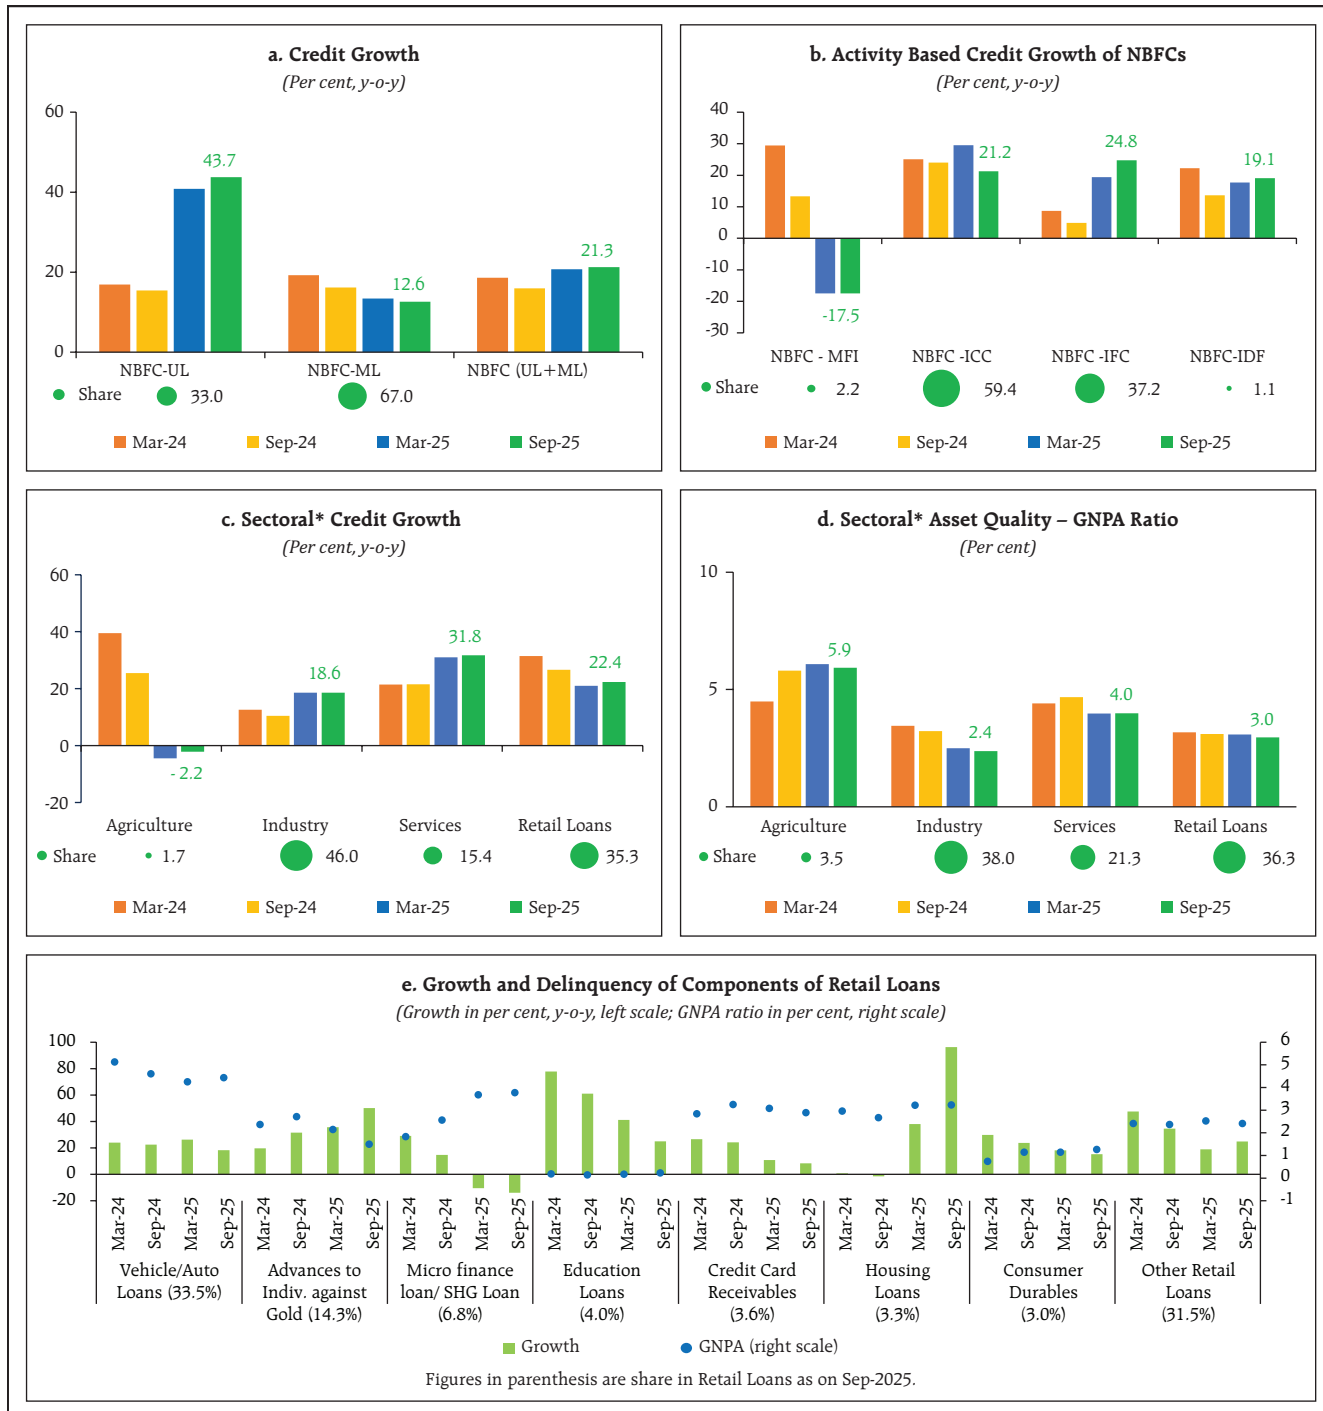 a. Credit Growth
(Per cent, y-o-y)
60
40
20
0
43.7
12.6
21.3
NBFC-UL
NBFC-ML
NBFC (UL+ML)
Share
33.0
67.0
Mar-24
Sep-24
Mar-25
Sep-25
b. Activity Based Credit Growth of NBFCs
(Per cent, y-o-y)
40
30
20
10
0
-10
-20
-30
-17.5
21.2
24.8
19.1
NBFC - MFI
NBFC -ICC
NBFC -IFC
NBFC-IDF
Share
2.2
59.4
37.2
1.1
Mar-24
Sep-24
Mar-25
Sep-25
c. Sectoral* Credit Growth
(Per cent, y-o-y)
60
40
20
0
-20
- 2.2
18.6
31.8
22.4
Agriculture
Industry
Services
Retail Loans
Share
1.7
46.0
15.4
35.3
Mar-24
Sep-24
Mar-25
Sep-25
d. Sectoral* Asset Quality – GNPA Ratio
(Per cent)
10
5
0
5.9
2.4
4.0
3.0
Agriculture
Industry
Services
Retail Loans
Share
3.5
38.0
21.3
36.3
Mar-24
Sep-24
Mar-25
Sep-25
e. Growth and Delinquency of Components of Retail Loans
(Growth in per cent, y-o-y, left scale; GNPA ratio in per cent, right scale)
100
80
60
40
20
0
-20
6
5
4
3
2
1
0
-1
Mar-24
Sep-24
Mar-25
Sep-25
Mar-24
Sep-24
Mar-25
Sep-25
Mar-24
Sep-24
Mar-25
Sep-25
Mar-24
Sep-24
Mar-25
Sep-25
Mar-24
Sep-24
Mar-25
Sep-25
Mar-24
Sep-24
Mar-25
Sep-25
Mar-24
Sep-24
Mar-25
Sep-25
Mar-24
Sep-24
Mar-25
Sep-25
Vehicle/Auto
Loans (33.5%)
Advances to
Indiv. against
Gold (14.3%)
Micro finance
loan/ SHG Loan
(6.8%)
Education
Loans
(4.0%)
Credit Card
Receivables
(3.6%)
Housing
Loans
(3.3%)
Consumer
Durables
(3.0%)
Other Retail
Loans
(31.5%)
Growth
GNPA (right scale)
Figures in parenthesis are share in Retail Loans as on Sep-2025.